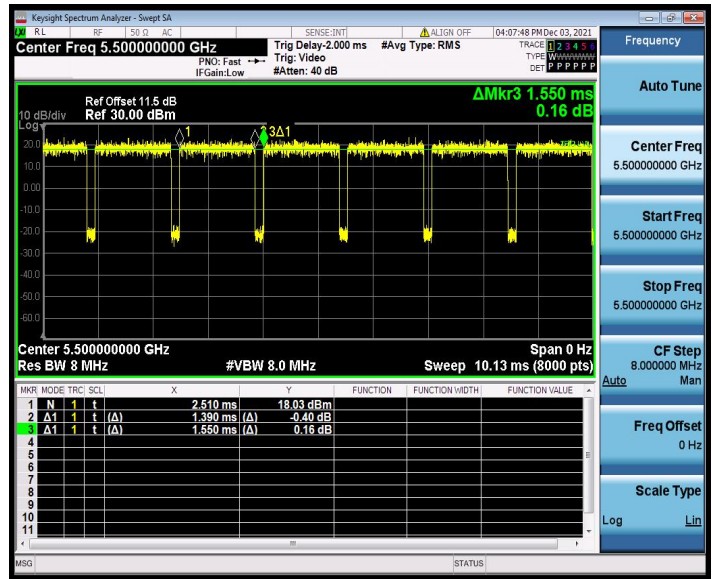 Keysight Spectrum Analyzer - Swept SA
LXI RL RF 50 Ω AC SENSE:INT ALIGN OFF 04:07:48 PM Dec 03, 2021
Center Freq 5.500000000 GHz
PNO: Fast
IFGain:Low
Trig Delay-2.000 ms
Trig: Video
#Atten: 40 dB
#Avg Type: RMS
TRACE 1 2 3 4 5 6
TYPE W
DET P P P P P P
Ref Offset 11.5 dB
10 dB/div Ref 30.00 dBm
Log
ΔMkr3 1.550 ms
0.16 dB
1
3Δ1
20.0
10.0
0.00
-10.0
-20.0
-30.0
-40.0
-50.0
-60.0
Center 5.500000000 GHz Span 0 Hz
Res BW 8 MHz #VBW 8.0 MHz Sweep 10.13 ms (8000 pts)
MKR MODE TRC SCL X Y FUNCTION FUNCTION WIDTH FUNCTION VALUE
1 N 1 t 2.510 ms 18.03 dBm
2 Δ1 1 t (Δ) 1.390 ms (Δ) -0.40 dB
3 Δ1 1 t (Δ) 1.550 ms (Δ) 0.16 dB
4
5
6
7
8
9
10
11
MSG STATUS
Frequency
Auto Tune
Center Freq
5.500000000 GHz
Start Freq
5.500000000 GHz
Stop Freq
5.500000000 GHz
CF Step
8.000000 MHz
Auto Man
Freq Offset
0 Hz
Scale Type
Log Lin